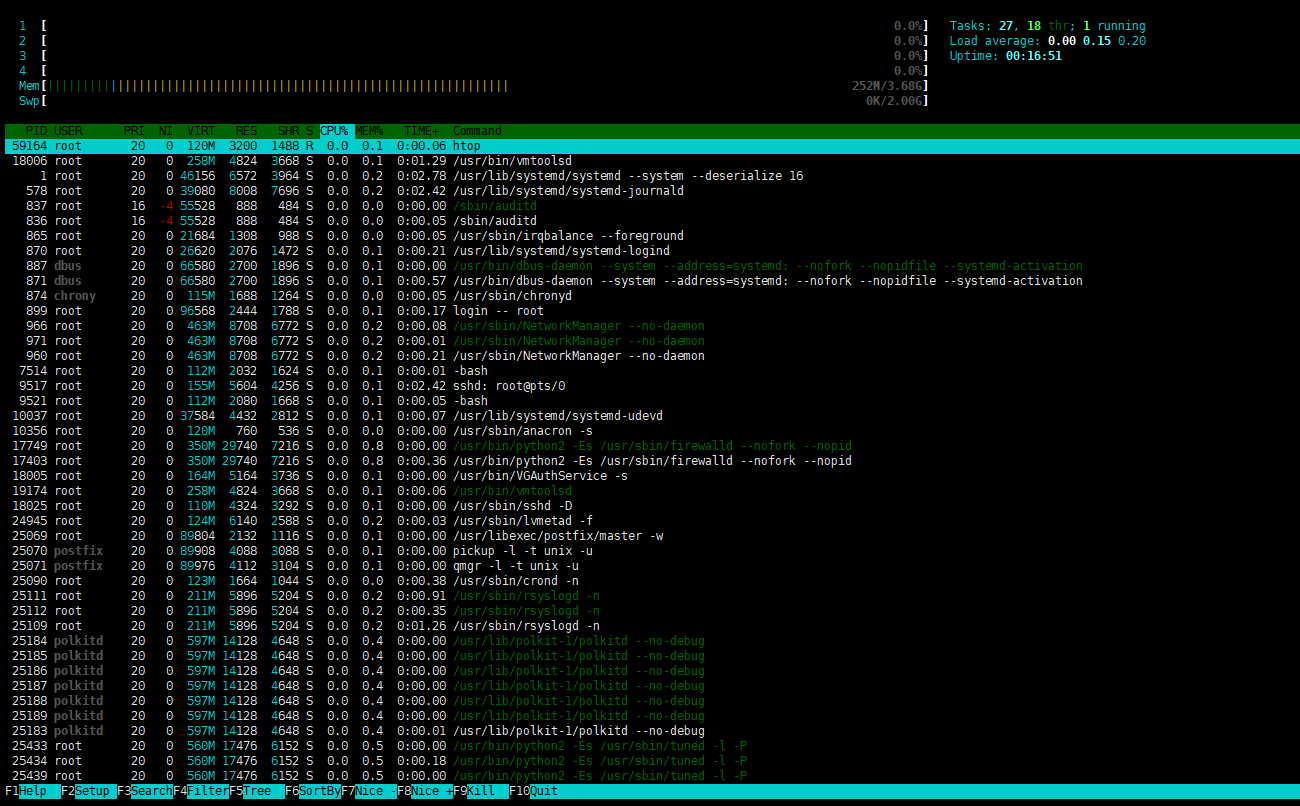 1 [ 0.0%] Tasks: 27, 18 thr; 1 running
2 [ 0.0%] Load average: 0.00 0.15 0.20
3 [ 0.0%] Uptime: 00:16:51
4 [ 0.0%]
Mem[||||||||||||||||||||||||||||||||||||||||||||||||||||||||||||||||||| 252M/3.68G]
Swp[ 0K/2.00G]
PID USER PRI NI VIRT RES SHR S CPU% MEM% TIME+ Command
59164 root 20 0 120M 3200 1488 R 0.0 0.1 0:00.06 htop
18006 root 20 0 258M 4824 3668 S 0.0 0.1 0:01.29 /usr/bin/vmtoolsd
1 root 20 0 46156 6572 3964 S 0.0 0.2 0:02.78 /usr/lib/systemd/systemd --system --deserialize 16
578 root 20 0 39080 8008 7696 S 0.0 0.2 0:02.42 /usr/lib/systemd/systemd-journald
837 root 16 -4 55528 888 484 S 0.0 0.0 0:00.00 /sbin/auditd
836 root 16 -4 55528 888 484 S 0.0 0.0 0:00.05 /sbin/auditd
865 root 20 0 21684 1308 988 S 0.0 0.0 0:00.05 /usr/sbin/irqbalance --foreground
870 root 20 0 26620 2076 1472 S 0.0 0.1 0:00.21 /usr/lib/systemd/systemd-logind
887 dbus 20 0 66580 2700 1896 S 0.0 0.1 0:00.00 /usr/bin/dbus-daemon --system --address=systemd: --nofork --nopidfile --systemd-activation
871 dbus 20 0 66580 2700 1896 S 0.0 0.1 0:00.57 /usr/bin/dbus-daemon --system --address=systemd: --nofork --nopidfile --systemd-activation
874 chrony 20 0 115M 1688 1264 S 0.0 0.0 0:00.05 /usr/sbin/chronyd
899 root 20 0 96568 2444 1788 S 0.0 0.1 0:00.17 login -- root
966 root 20 0 463M 8708 6772 S 0.0 0.2 0:00.08 /usr/sbin/NetworkManager --no-daemon
971 root 20 0 463M 8708 6772 S 0.0 0.2 0:00.01 /usr/sbin/NetworkManager --no-daemon
960 root 20 0 463M 8708 6772 S 0.0 0.2 0:00.21 /usr/sbin/NetworkManager --no-daemon
7514 root 20 0 112M 2032 1624 S 0.0 0.1 0:00.01 -bash
9517 root 20 0 155M 5604 4256 S 0.0 0.1 0:02.42 sshd: root@pts/0
9521 root 20 0 112M 2080 1668 S 0.0 0.1 0:00.05 -bash
10037 root 20 0 37584 4432 2812 S 0.0 0.1 0:00.07 /usr/lib/systemd/systemd-udevd
10356 root 20 0 120M 760 536 S 0.0 0.0 0:00.00 /usr/sbin/anacron -s
17749 root 20 0 350M 29740 7216 S 0.0 0.8 0:00.00 /usr/bin/python2 -Es /usr/sbin/firewalld --nofork --nopid
17403 root 20 0 350M 29740 7216 S 0.0 0.8 0:00.36 /usr/bin/python2 -Es /usr/sbin/firewalld --nofork --nopid
18005 root 20 0 164M 5164 3736 S 0.0 0.1 0:00.00 /usr/bin/VGAuthService -s
19174 root 20 0 258M 4824 3668 S 0.0 0.1 0:00.06 /usr/bin/vmtoolsd
18025 root 20 0 110M 4324 3292 S 0.0 0.1 0:00.00 /usr/sbin/sshd -D
24945 root 20 0 124M 6140 2588 S 0.0 0.2 0:00.03 /usr/sbin/lvmetad -f
25069 root 20 0 89804 2132 1116 S 0.0 0.1 0:00.00 /usr/libexec/postfix/master -w
25070 postfix 20 0 89908 4088 3088 S 0.0 0.1 0:00.00 pickup -l -t unix -u
25071 postfix 20 0 89976 4112 3104 S 0.0 0.1 0:00.00 qmgr -l -t unix -u
25090 root 20 0 123M 1664 1044 S 0.0 0.0 0:00.38 /usr/sbin/crond -n
25111 root 20 0 211M 5896 5204 S 0.0 0.2 0:00.91 /usr/sbin/rsyslogd -n
25112 root 20 0 211M 5896 5204 S 0.0 0.2 0:00.35 /usr/sbin/rsyslogd -n
25109 root 20 0 211M 5896 5204 S 0.0 0.2 0:01.26 /usr/sbin/rsyslogd -n
25184 polkitd 20 0 597M 14128 4648 S 0.0 0.4 0:00.00 /usr/lib/polkit-1/polkitd --no-debug
25185 polkitd 20 0 597M 14128 4648 S 0.0 0.4 0:00.00 /usr/lib/polkit-1/polkitd --no-debug
25186 polkitd 20 0 597M 14128 4648 S 0.0 0.4 0:00.00 /usr/lib/polkit-1/polkitd --no-debug
25187 polkitd 20 0 597M 14128 4648 S 0.0 0.4 0:00.00 /usr/lib/polkit-1/polkitd --no-debug
25188 polkitd 20 0 597M 14128 4648 S 0.0 0.4 0:00.00 /usr/lib/polkit-1/polkitd --no-debug
25189 polkitd 20 0 597M 14128 4648 S 0.0 0.4 0:00.00 /usr/lib/polkit-1/polkitd --no-debug
25183 polkitd 20 0 597M 14128 4648 S 0.0 0.4 0:00.01 /usr/lib/polkit-1/polkitd --no-debug
25433 root 20 0 560M 17476 6152 S 0.0 0.5 0:00.00 /usr/bin/python2 -Es /usr/sbin/tuned -l -P
25434 root 20 0 560M 17476 6152 S 0.0 0.5 0:00.18 /usr/bin/python2 -Es /usr/sbin/tuned -l -P
25439 root 20 0 560M 17476 6152 S 0.0 0.5 0:00.00 /usr/bin/python2 -Es /usr/sbin/tuned -l -P
F1Help F2Setup F3SearchF4FilterF5Tree F6SortByF7Nice -F8Nice +F9Kill F10Quit